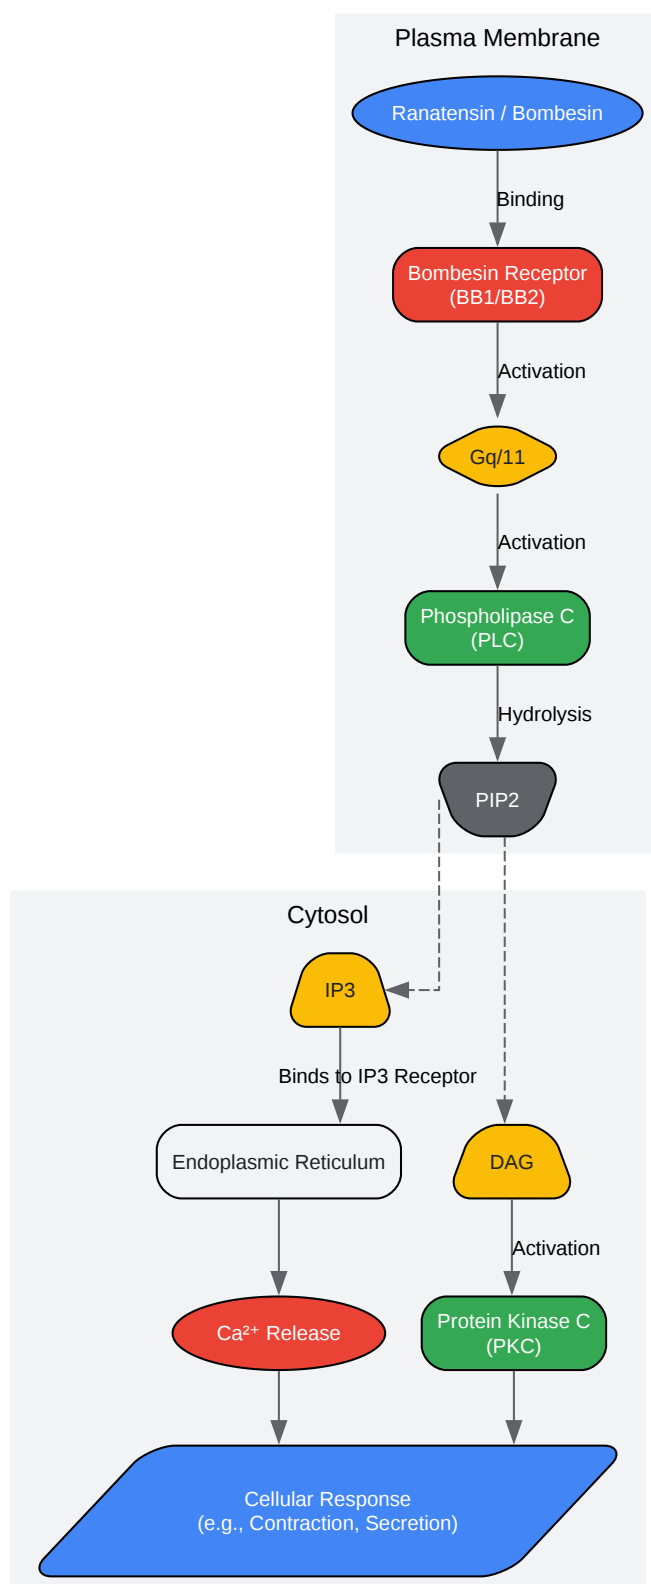 Plasma Membrane
Ranatensin / Bombesin
Binding
Bombesin Receptor
(BB1/BB2)
Activation
Gq/11
Activation
Phospholipase C
(PLC)
Hydrolysis
PIP2
Cytosol
IP3
Binds to IP3 Receptor
Endoplasmic Reticulum
DAG
Activation
Ca²⁺ Release
Protein Kinase C
(PKC)
Cellular Response
(e.g., Contraction, Secretion)